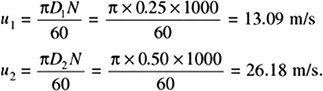 u₁ = πD₁N / 60 = π × 0.25 × 1000 / 60 = 13.09 m/s
u₂ = πD₂N / 60 = π × 0.50 × 1000 / 60 = 26.18 m/s.